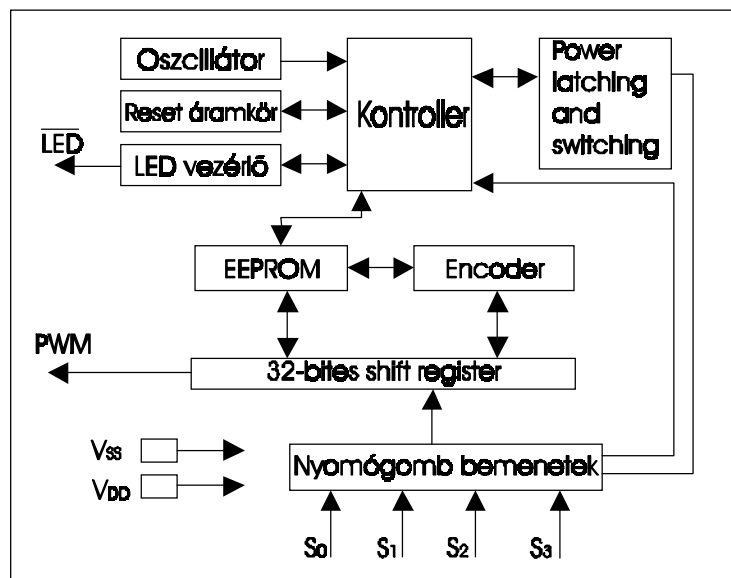 Oszcillátor
Reset áramkör
LED
LED vezérlő
Kontroller
Power
latching
and
switching
EEPROM
Encoder
PWM
32-bites shift register
Vss
VDD
Nyomógomb bemenetek
S0
S1
S2
S3